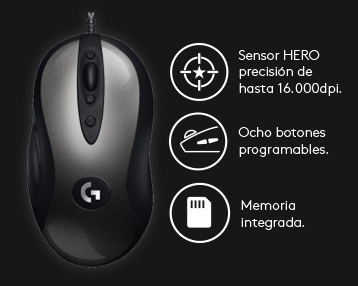 Sensor HERO
precisión de
hasta 16.000dpi.
Ocho botones
programables.
Memoria
integrada.